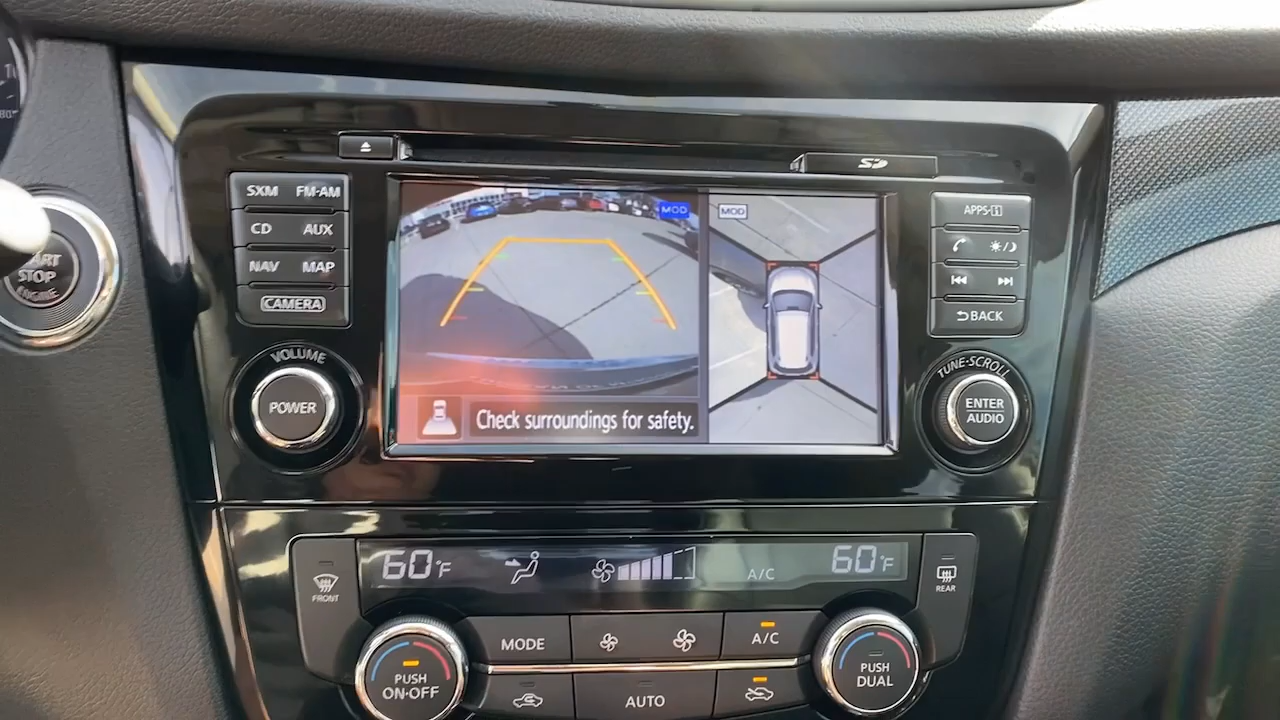 SD
SXM FM·AM
CD AUX
NAV MAP
CAMERA
VOLUME
POWER
START
STOP
ENGINE
MOD
MOD
Check surroundings for safety.
APPS·i
BACK
TUNE·SCROLL
ENTER
AUDIO
60°F
A/C
60°F
FRONT
REAR
MODE
A/C
PUSH
ON·OFF
AUTO
PUSH
DUAL